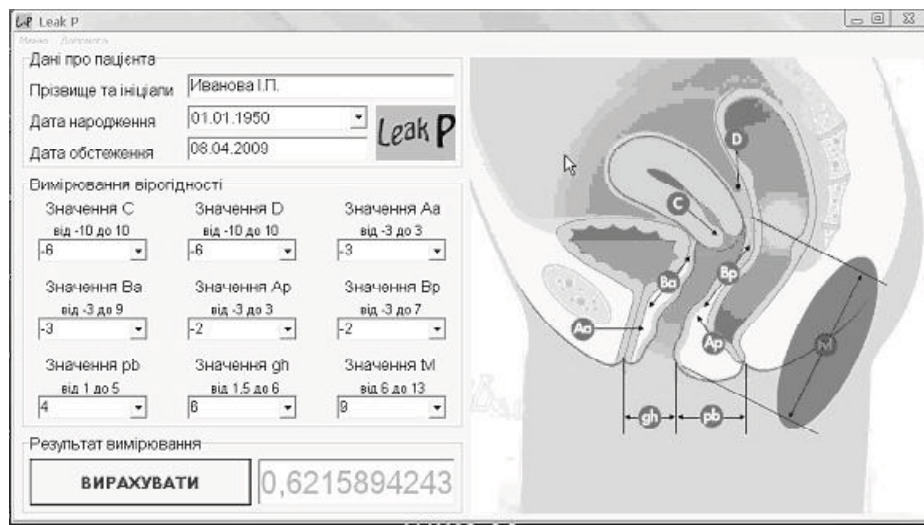 Leak P
Меню Допомога
Дані про пацієнта
Прізвище та ініціали Иванова І.П.
Дата народження 01.01.1950
Дата обстеження 08.04.2009
Leak P
Вимірювання вірогідності
Значення C Значення D Значення Aa
від -10 до 10 від -10 до 10 від -3 до 3
-6 -6 -3
Значення Ba Значення Ap Значення Bp
від -3 до 9 від -3 до 3 від -3 до 7
-3 -2 -2
Значення pb Значення gh Значення tvl
від 1 до 5 від 1,5 до 6 від 6 до 13
4 6 9
Результат вимірювання
ВИРАХУВАТИ 0,6215894243
D
C
Ba Bp
Aa Ap
gh pb